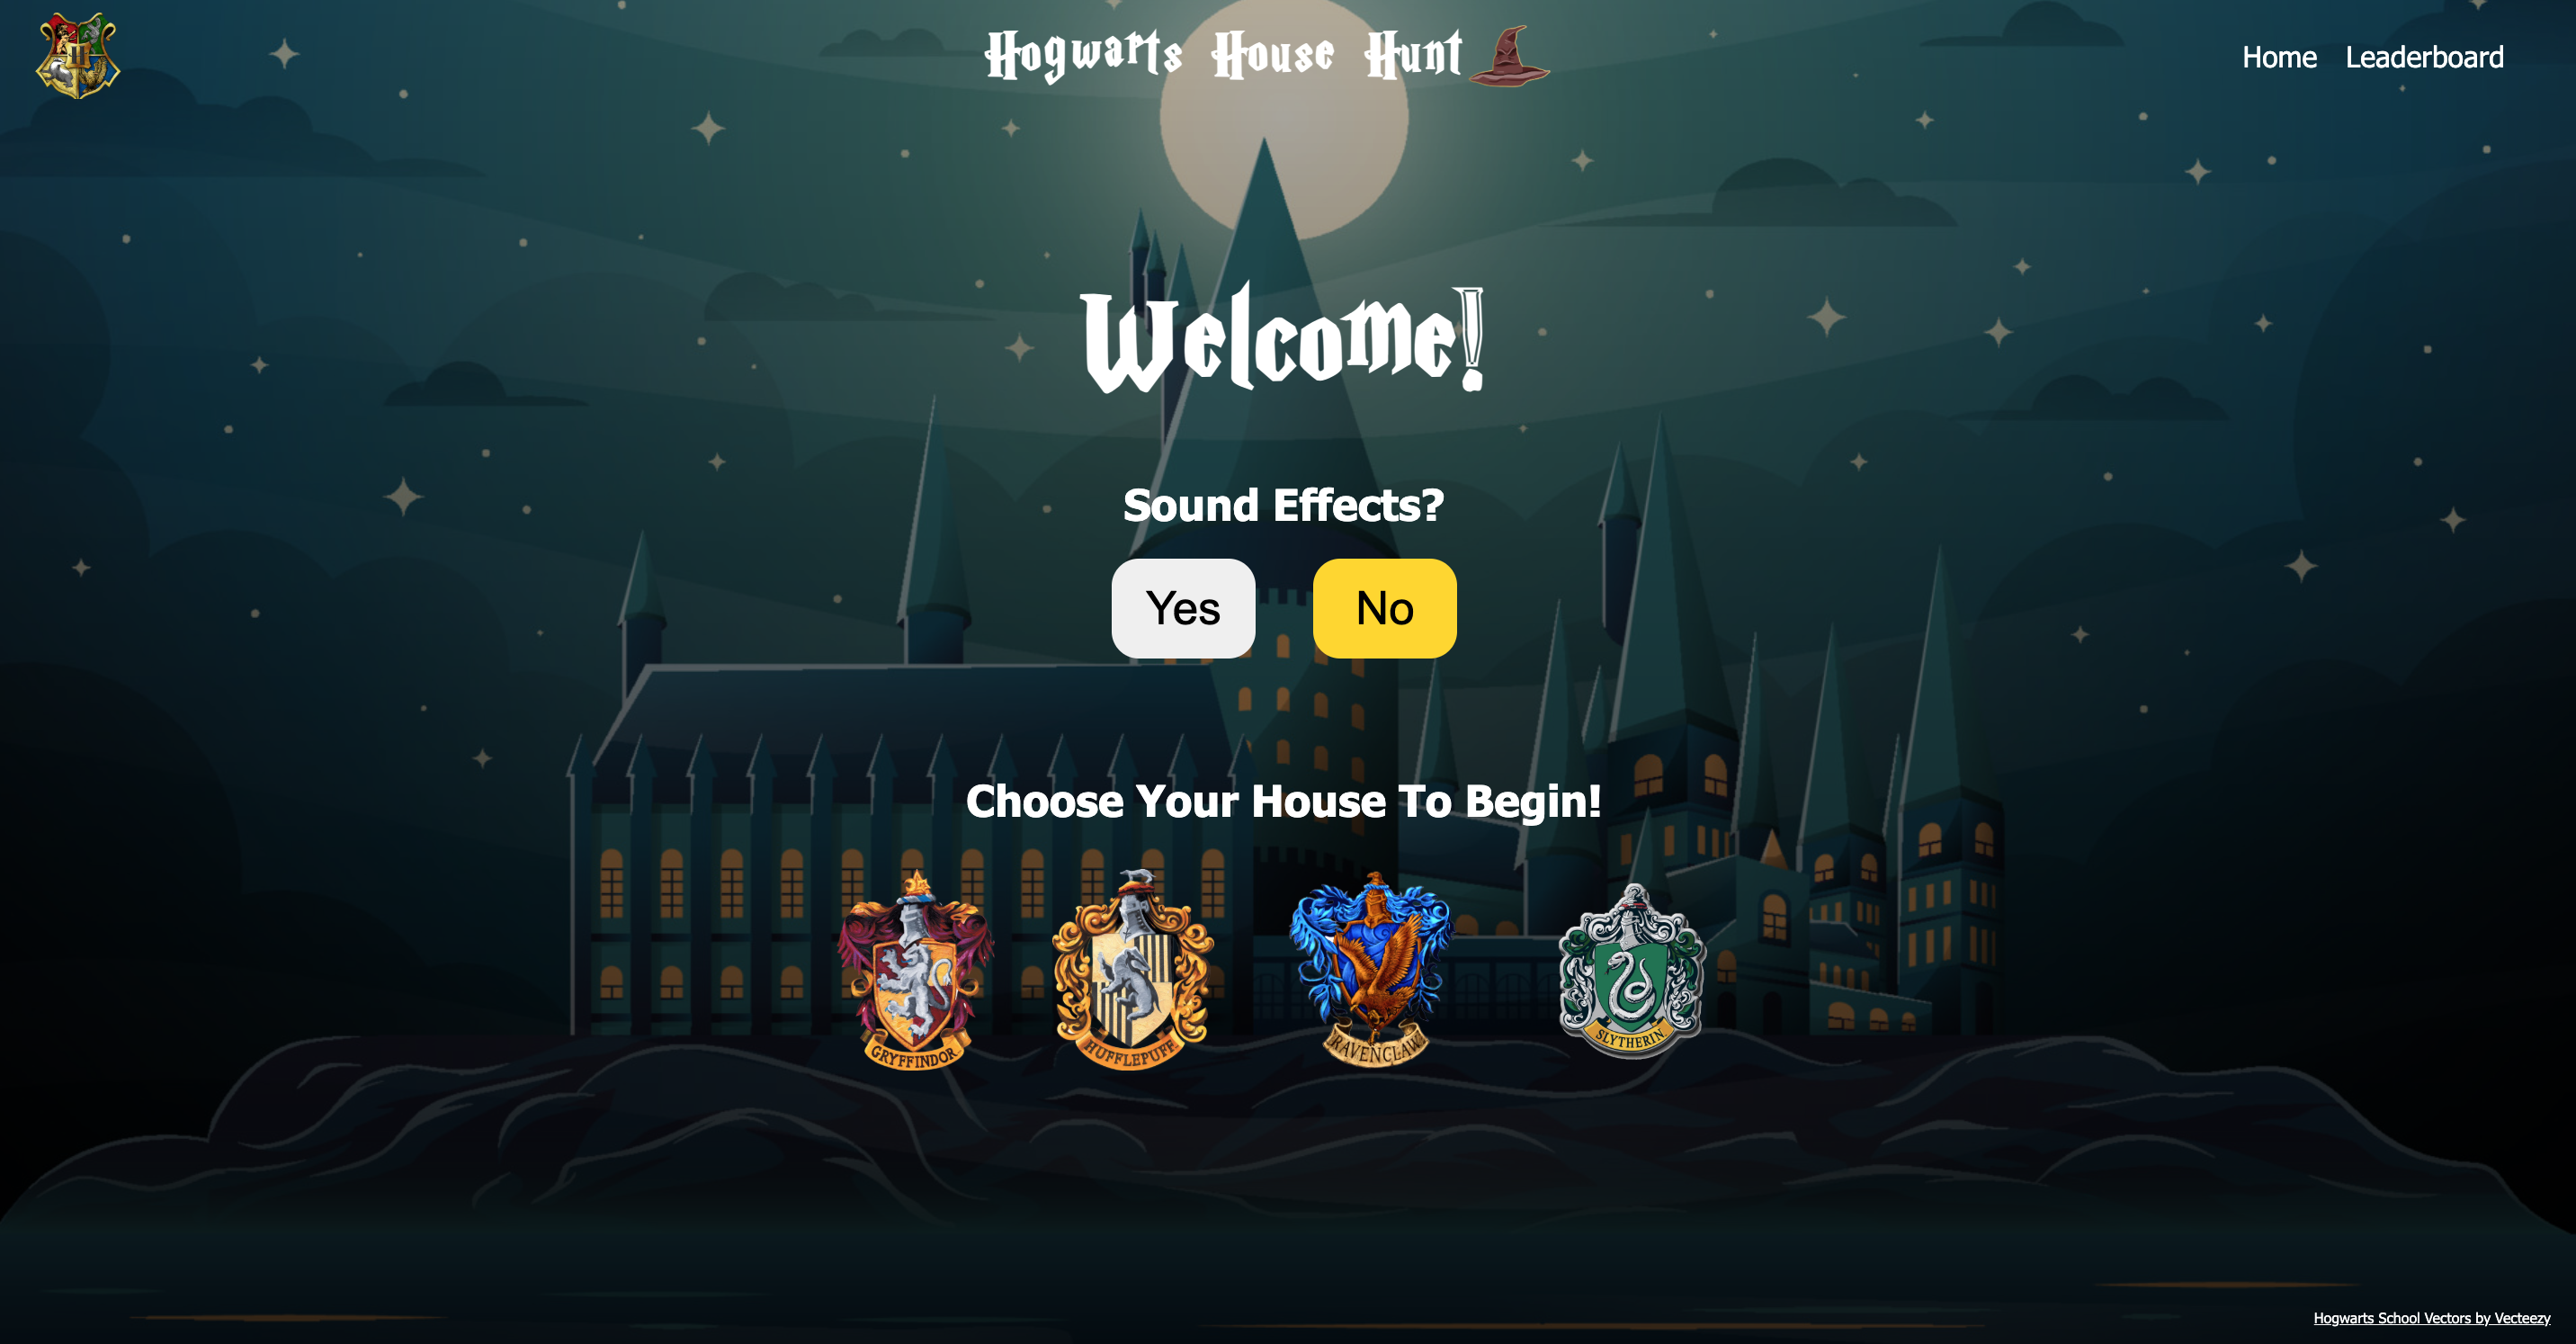 Hogwarts House Hunt
Home Leaderboard
Welcome!
Sound Effects?
Yes No
Choose Your House To Begin!
GRYFFINDOR HUFFLEPUFF RAVENCLAW SLYTHERIN
Hogwarts School Vectors by Vecteezy